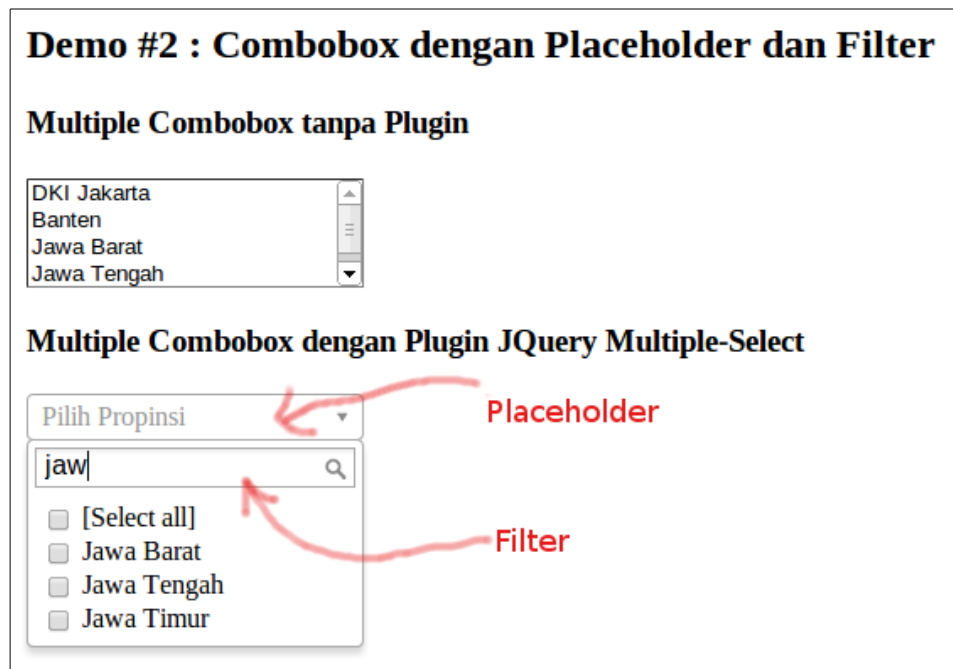 Demo #2 : Combobox dengan Placeholder dan Filter
Multiple Combobox tanpa Plugin
DKI Jakarta
Banten
Jawa Barat
Jawa Tengah
Multiple Combobox dengan Plugin JQuery Multiple-Select
Pilih Propinsi
Placeholder
jaw
[Select all]
Jawa Barat
Filter
Jawa Tengah
Jawa Timur